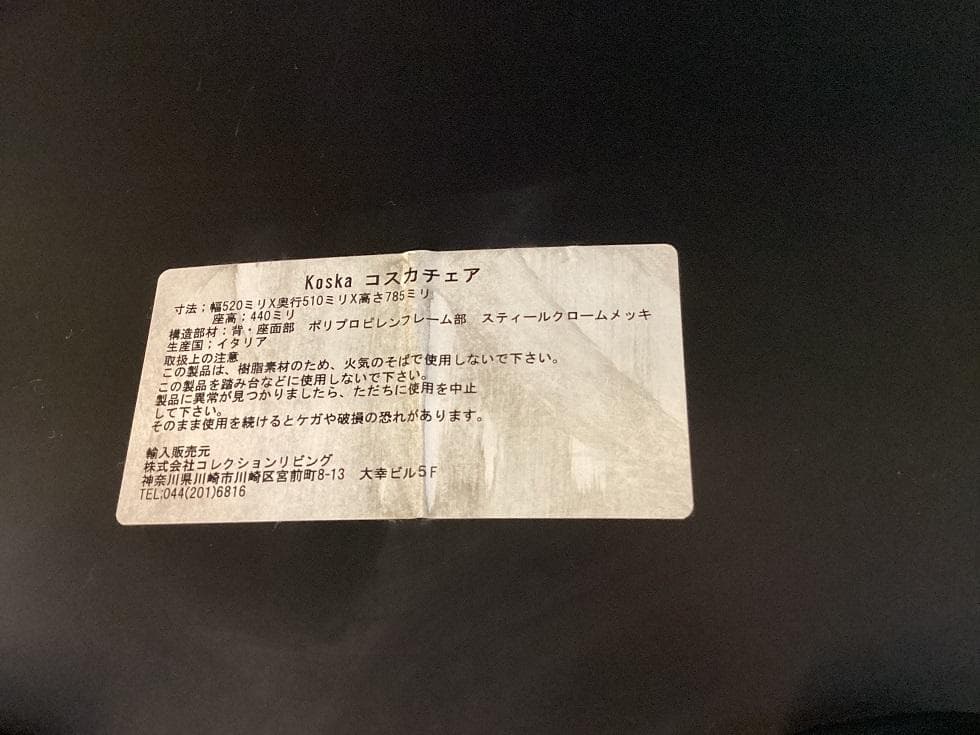 Koska コスカチェア
寸法；幅520ミリX奥行510ミリX高さ785ミリ
座高；440ミリ
構造部材；背・座面部　ポリプロピレンフレーム部　スティールクロームメッキ
生産国；イタリア
取扱上の注意
この製品は、樹脂素材のため、火気のそばで使用しないで下さい。
この製品を踏み台などに使用しないで下さい。
製品に異常が見つかりましたら、ただちに使用を中止
して下さい。
そのまま使用を続けるとケガや破損の恐れがあります。
輸入販売元
株式会社コレクションリビング
神奈川県川崎市川崎区宮前町8-13　大幸ビル5F
TEL;044(201)6816